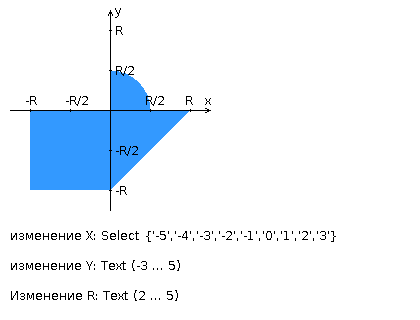 y
R
R/2
-R
-R/2
R/2
R
x
-R/2
-R
изменение X: Select {'-5','-4','-3','-2','-1','0','1','2','3'}
изменение Y: Text (-3 ... 5)
Изменение R: Text (2 ... 5)